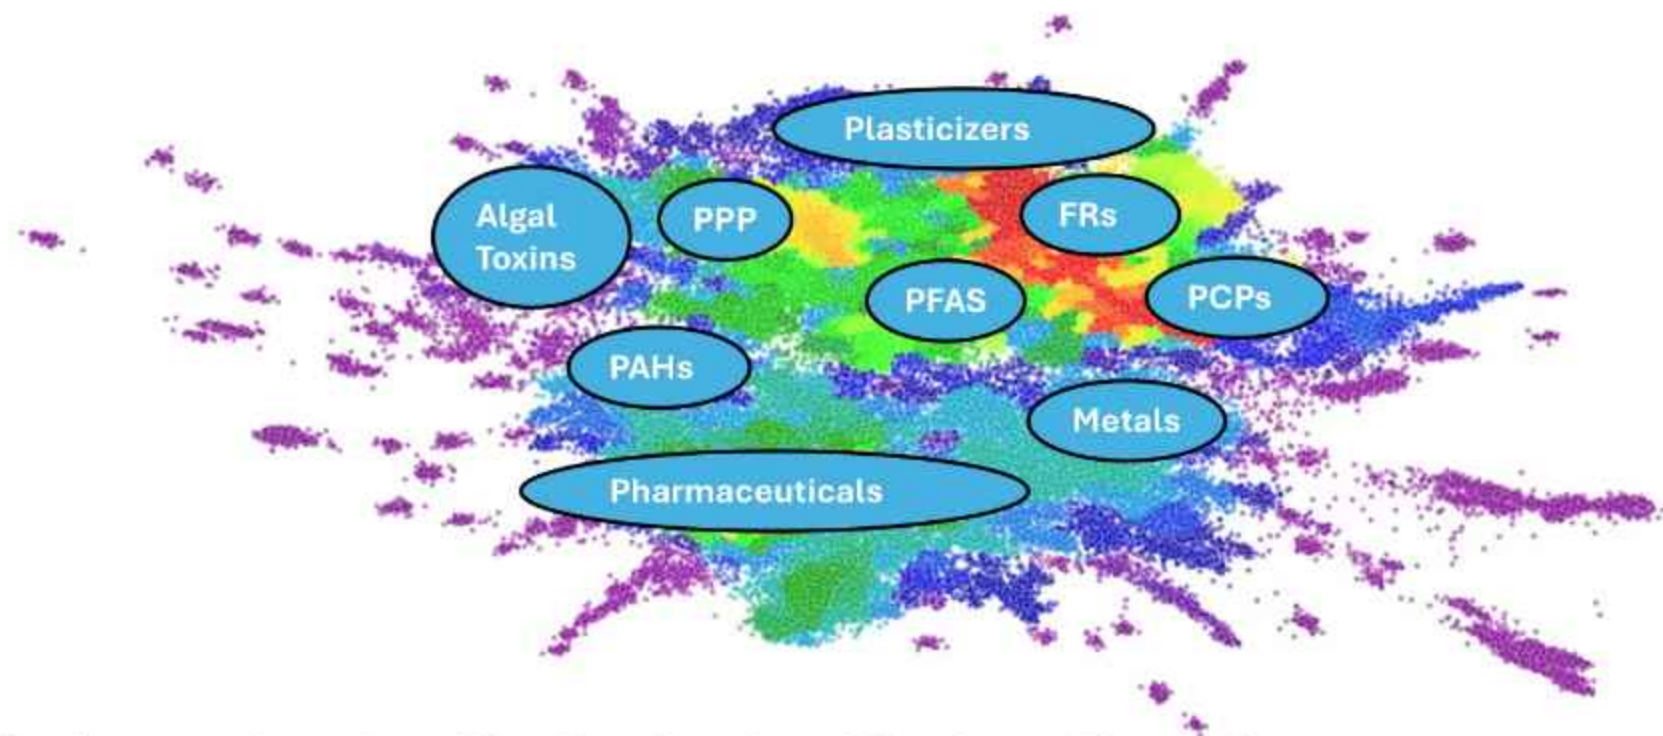 Plasticizers
Algal
Toxins
PPP
FRs
PFAS
PCPs
PAHs
Metals
Pharmaceuticals